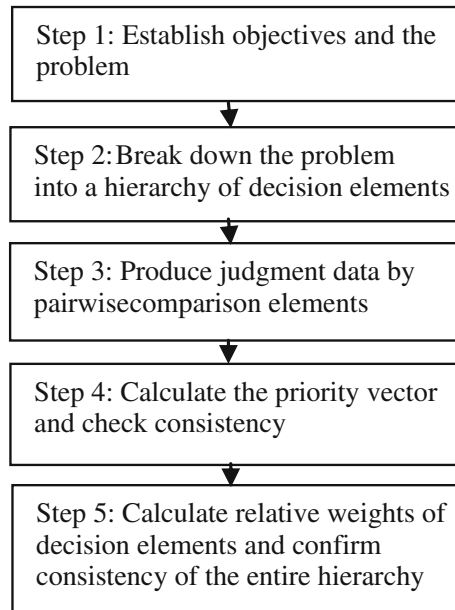 Step 1: Establish objectives and the
problem
Step 2:Break down the problem
into a hierarchy of decision elements
Step 3: Produce judgment data by
pairwisecomparison elements
Step 4: Calculate the priority vector
and check consistency
Step 5: Calculate relative weights of
decision elements and confirm
consistency of the entire hierarchy